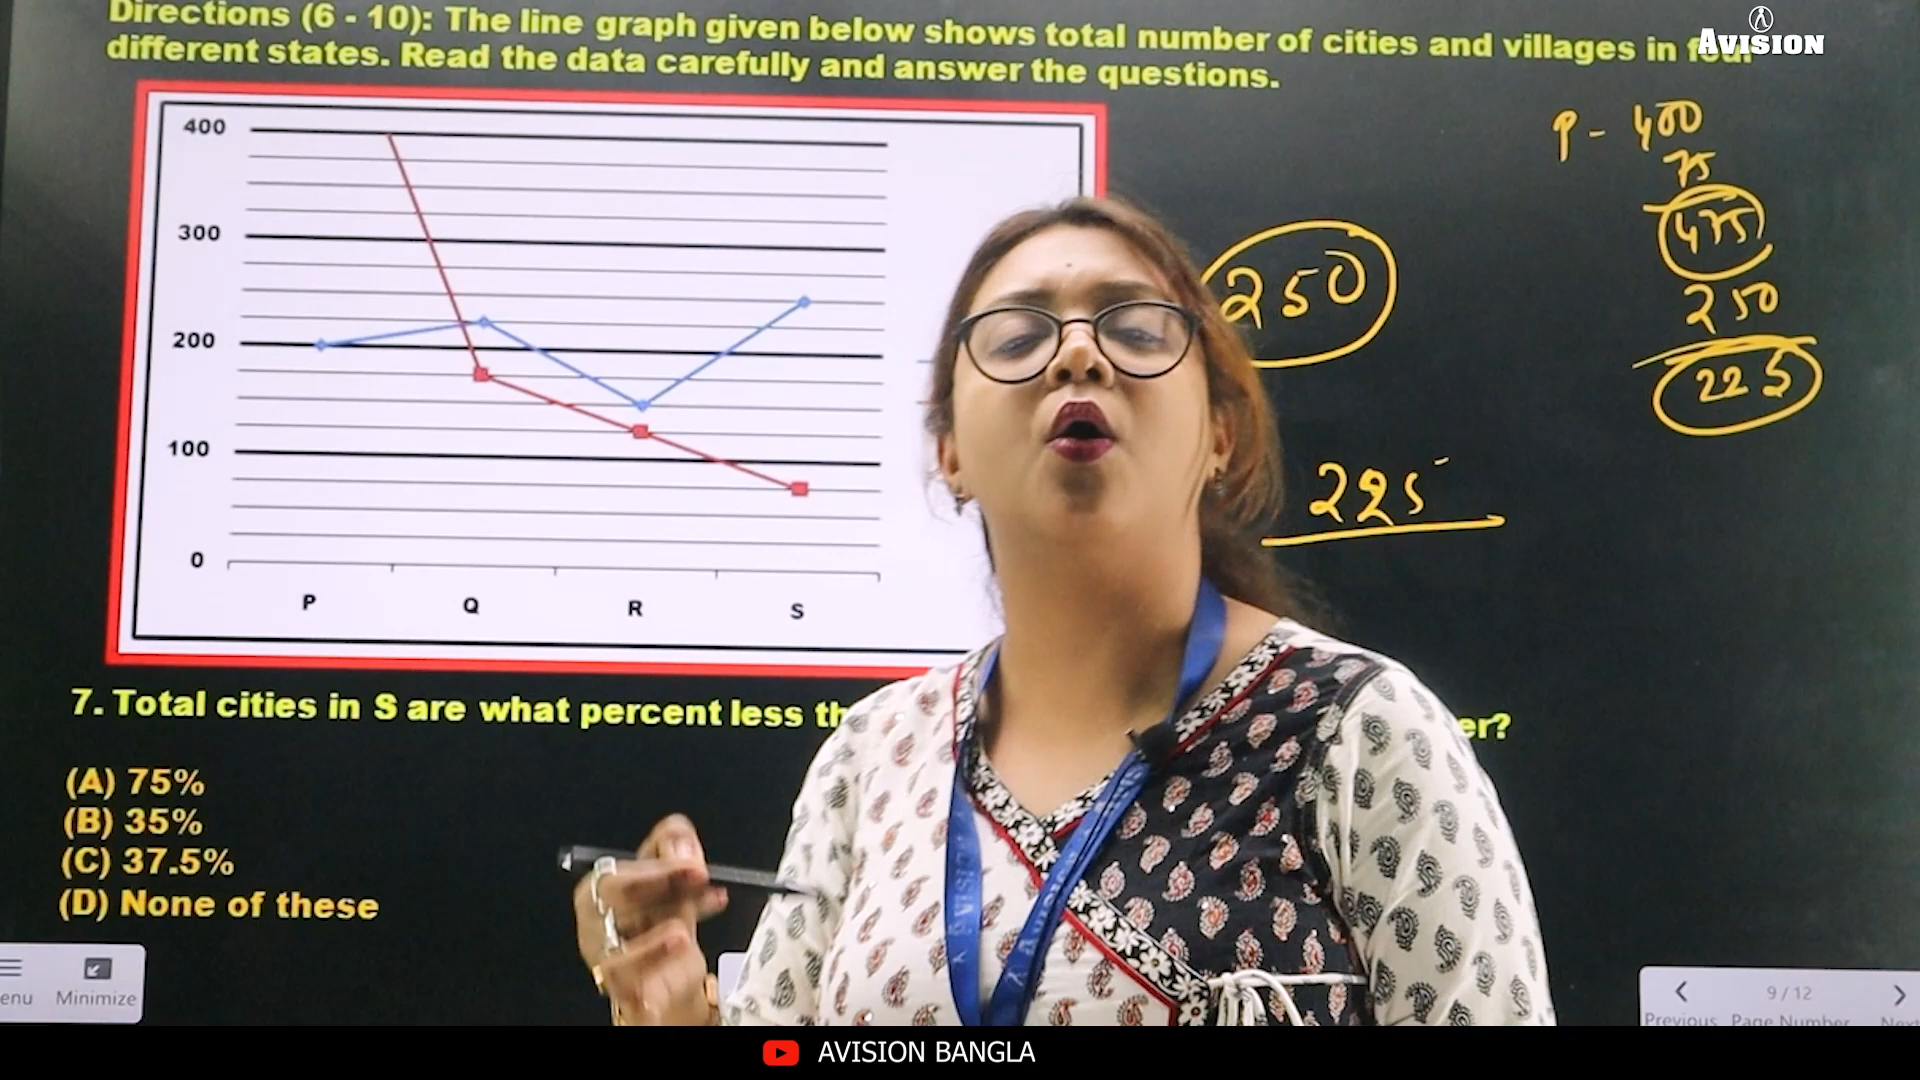 Directions (6 - 10): The line graph given below shows total number of cities and villages in four
different states. Read the data carefully and answer the questions.
AVISION
400
300
200
100
0
P Q R S
P - 400
75
475
250
225
250
225
7. Total cities in S are what percent less er?
(A) 75%
(B) 35%
(C) 37.5%
(D) None of these
enu Minimize
9 / 12
Previous Page Number Next
AVISION
AVISION BANGLA